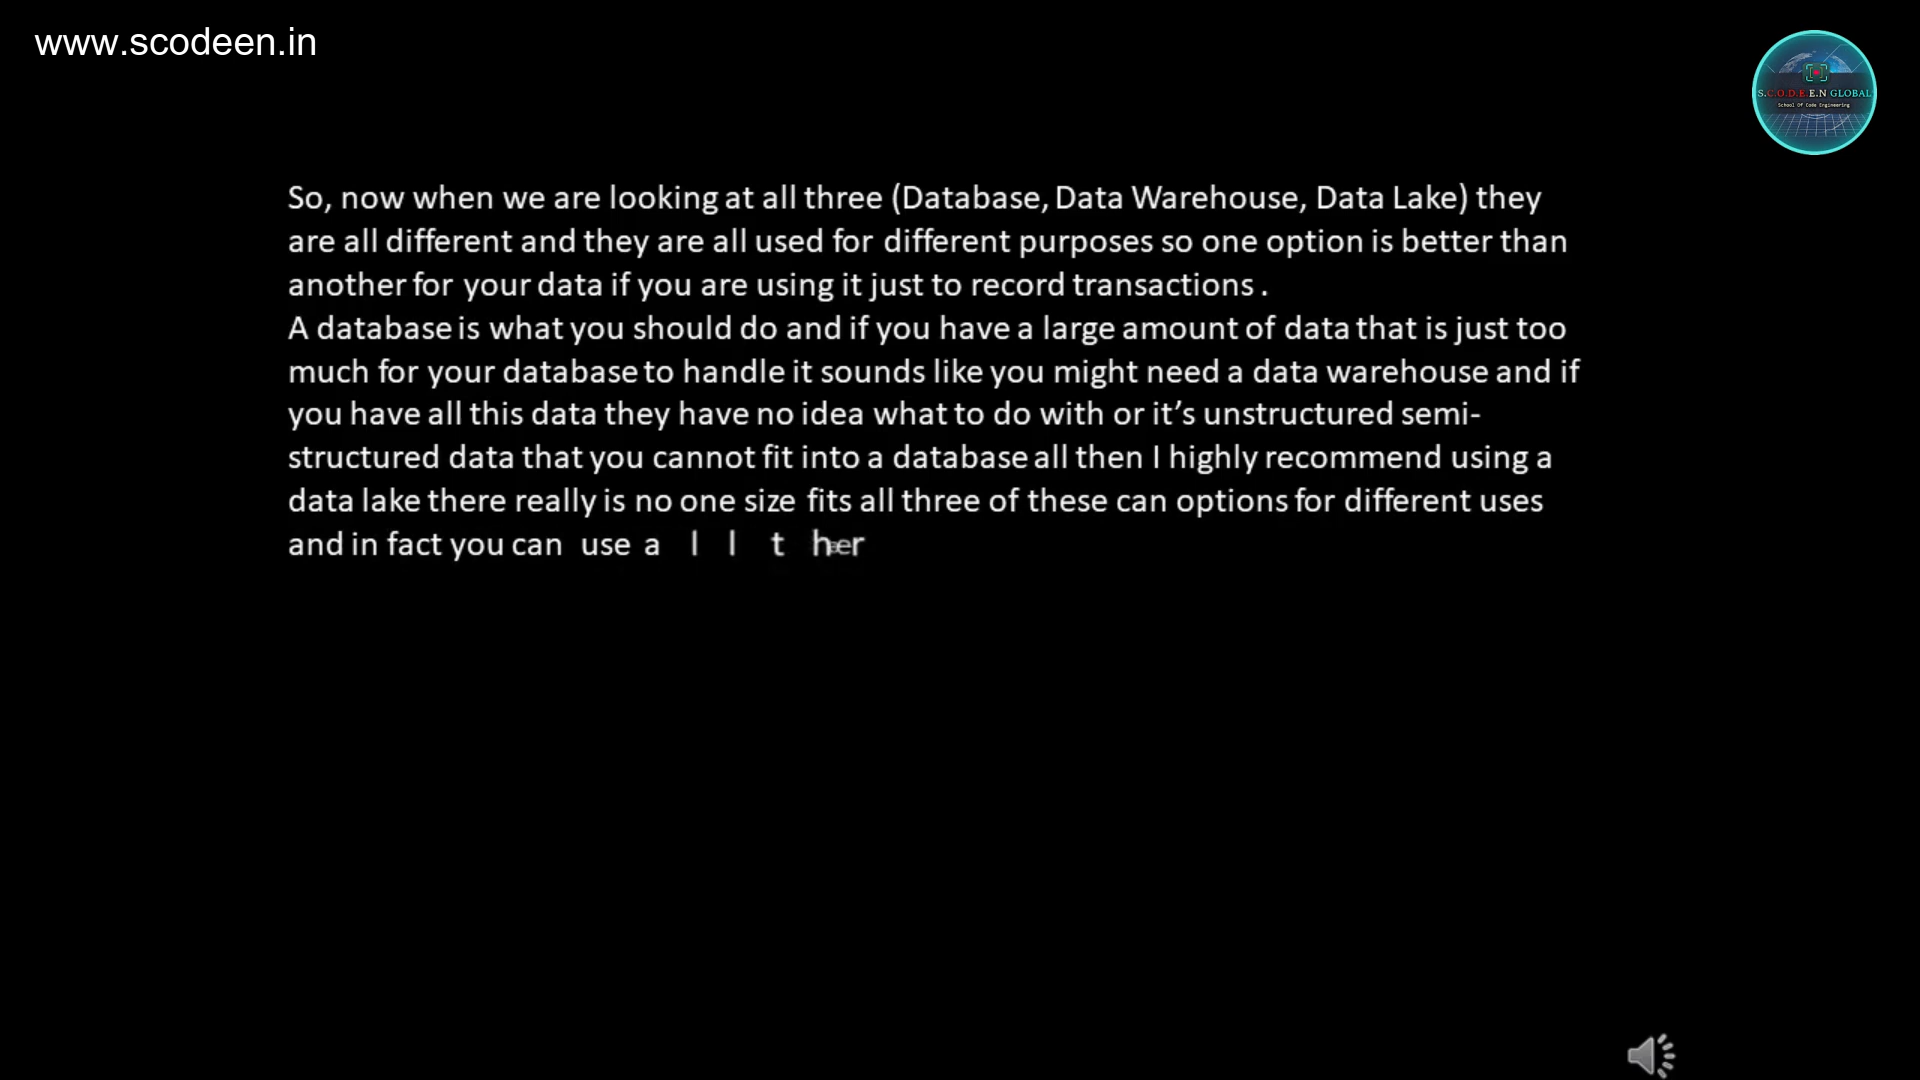 www.scodeen.in
S.C.O.D.E.E.N GLOBAL
School Of Code Engineering
So, now when we are looking at all three (Database, Data Warehouse, Data Lake) they
are all different and they are all used for different purposes so one option is better than
another for your data if you are using it just to record transactions .
A database is what you should do and if you have a large amount of data that is just too
much for your database to handle it sounds like you might need a data warehouse and if
you have all this data they have no idea what to do with or it’s unstructured semi-
structured data that you cannot fit into a database all then I highly recommend using a
data lake there really is no one size fits all three of these can options for different uses
and in fact you can use a l l